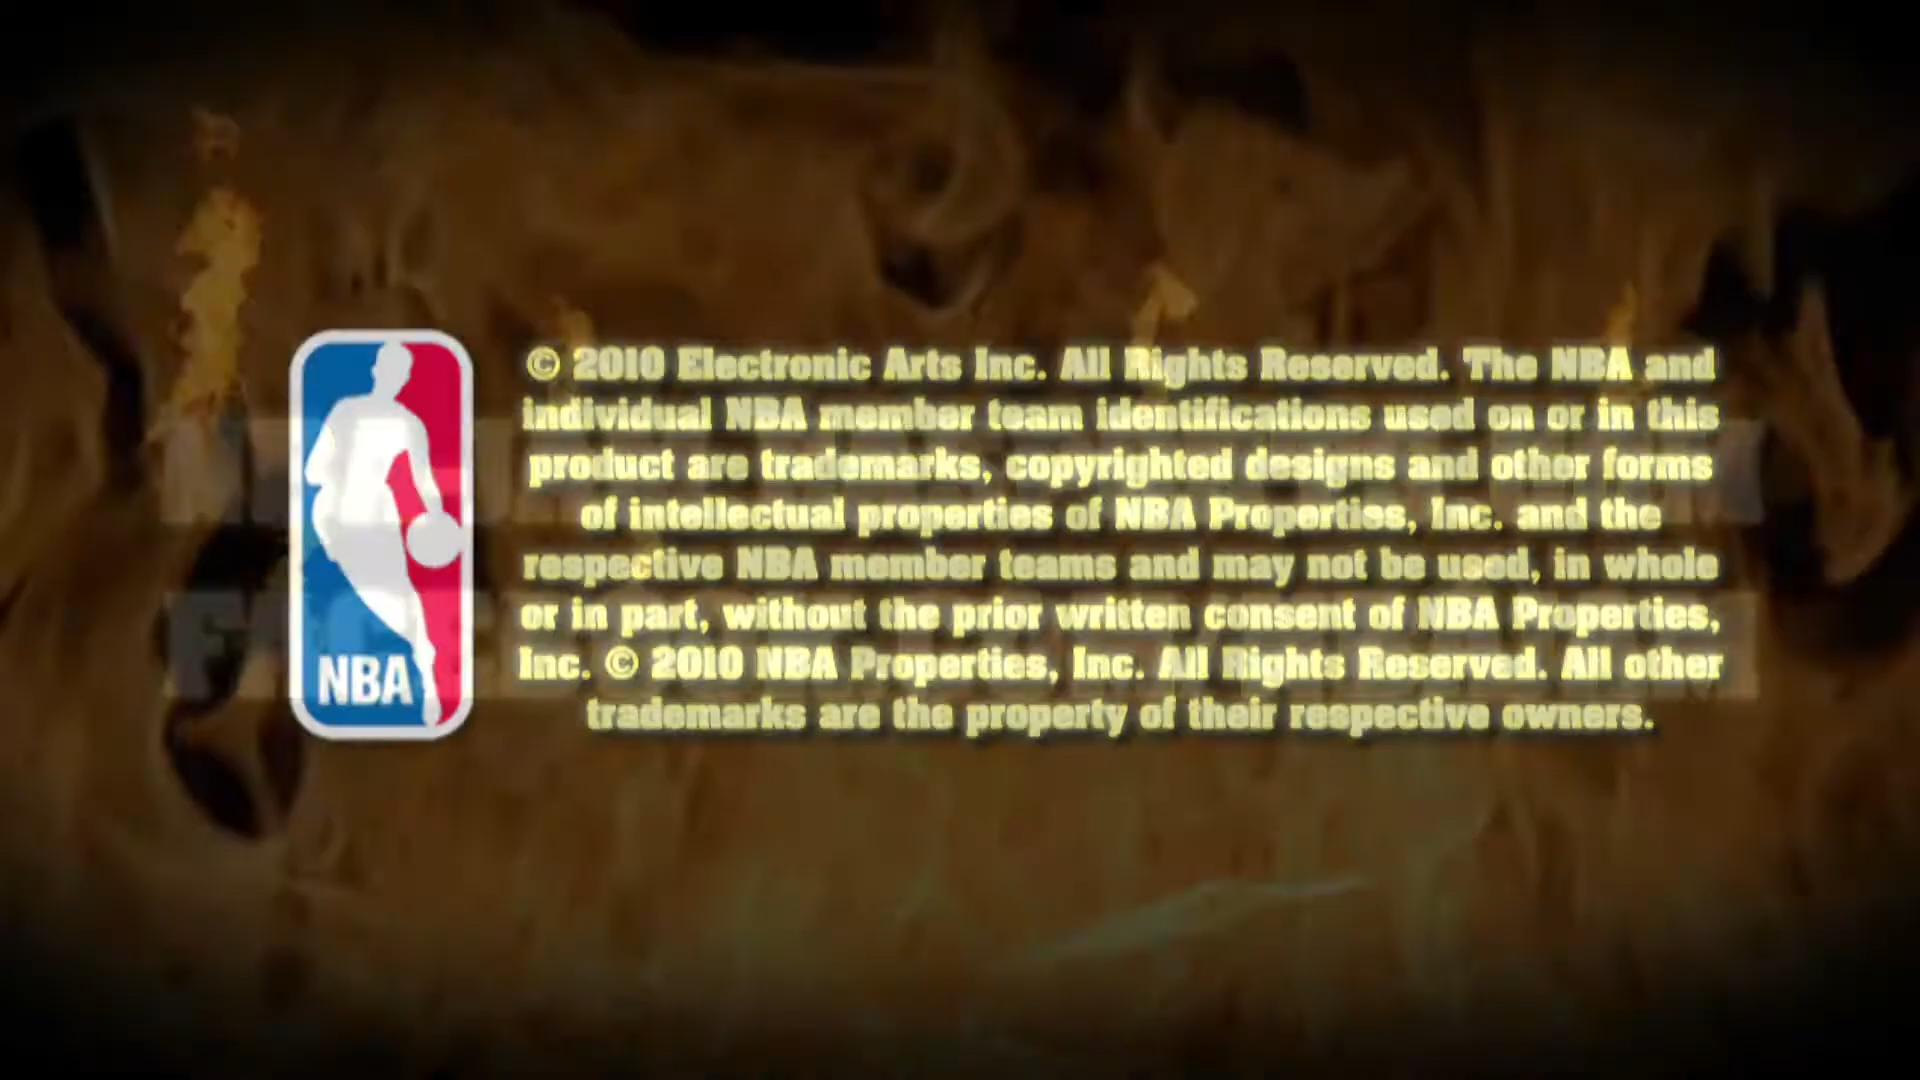 NBA
© 2010 Electronic Arts Inc. All Rights Reserved. The NBA and
individual NBA member team identifications used on or in this
product are trademarks, copyrighted designs and other forms
of intellectual properties of NBA Properties, Inc. and the
respective NBA member teams and may not be used, in whole
or in part, without the prior written consent of NBA Properties,
Inc. © 2010 NBA Properties, Inc. All Rights Reserved. All other
trademarks are the property of their respective owners.